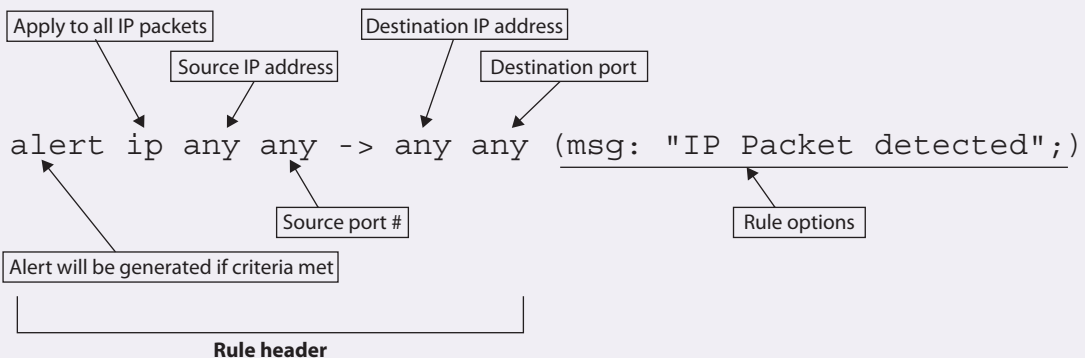 Apply to all IP packets
Destination IP address
Source IP address
Destination port
alert ip any any -> any any (msg: "IP Packet detected";)
Source port #
Rule options
Alert will be generated if criteria met
Rule header